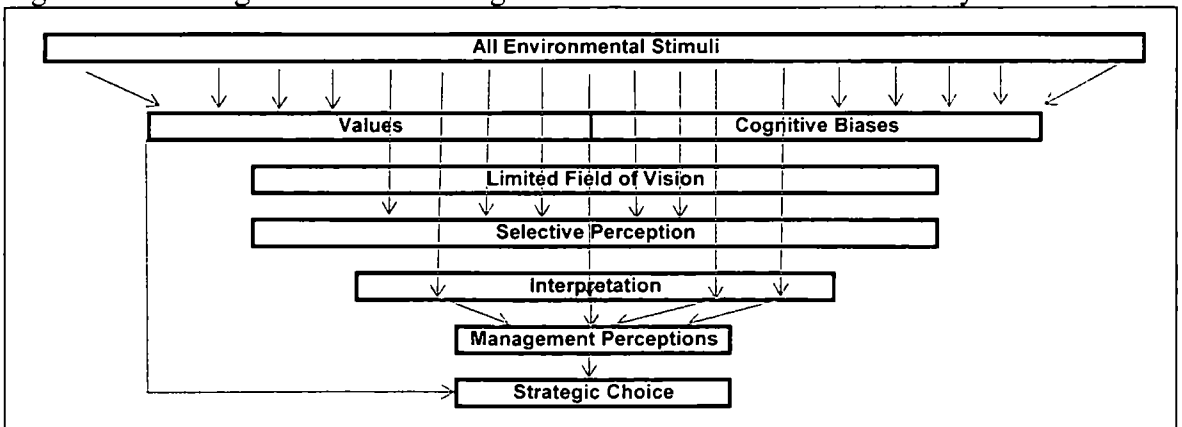 All Environmental Stimuli
Values
Cognitive Biases
Limited Field of Vision
Selective Perception
Interpretation
Management Perceptions
Strategic Choice